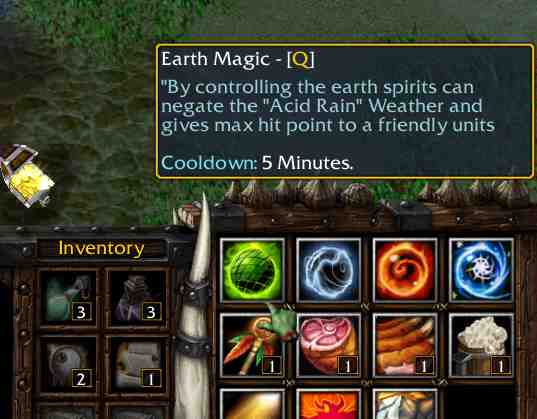 Earth Magic - [Q]
"By controlling the earth spirits can
negate the "Acid Rain" Weather and
gives max hit point to a friendly units
Cooldown: 5 Minutes.
Inventory
3
3
1
1
1
1
2
1